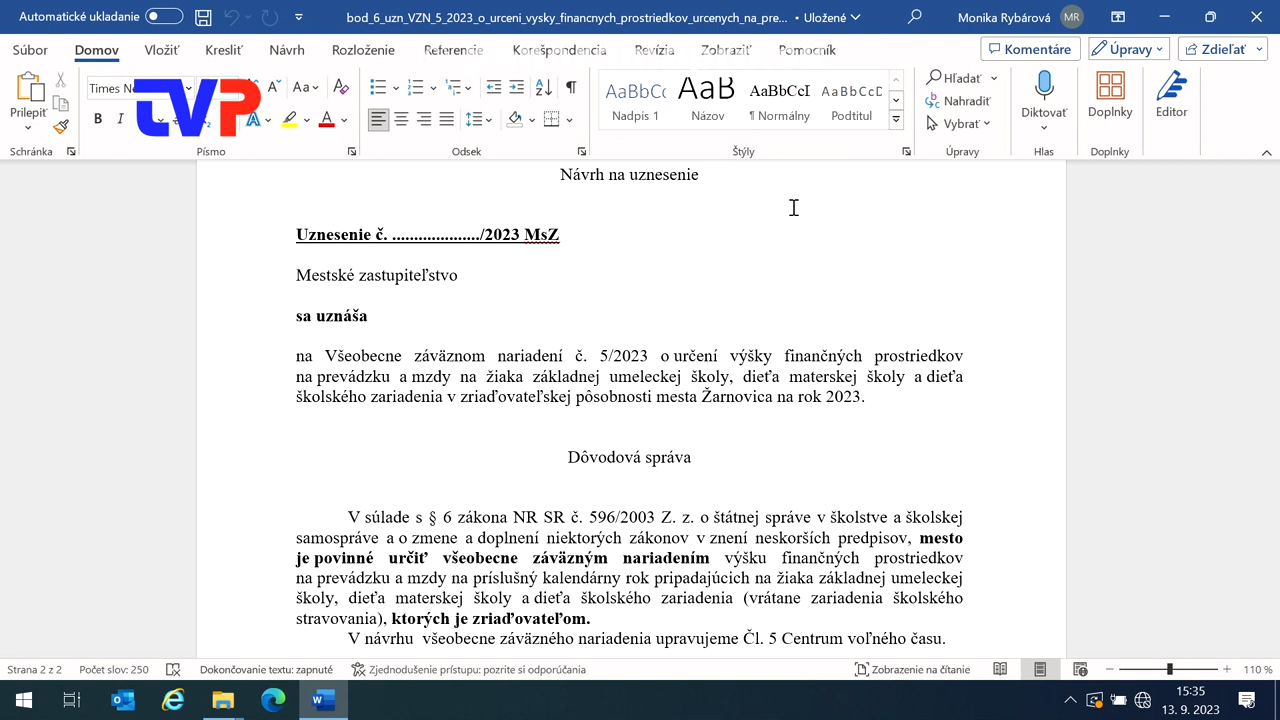 Automatické ukladanie
bod_6_uzn_VZN_5_2023_o_urceni_vysky_financnych_prostriedkov_urcenych_na_pre... • Uložené
Monika Rybárová
MR
Súbor Domov Vložiť Kresliť Návrh Rozloženie Referencie Korešpondencia Revízia Zobraziť Pomocník
Komentáre Úpravy Zdieľať
Prilepiť
Times Ne
B I
TVP
AaBbCc AaB AaBbCcI AaBbCcD
Nadpis 1 Názov ¶ Normálny Podtitul
Hľadať
Nahradiť
Vybrať
Diktovať
Doplnky
Editor
Schránka Písmo Odsek Štýly Úpravy Hlas Doplnky
Návrh na uznesenie
Uznesenie č. ..................../2023 MsZ
Mestské zastupiteľstvo
sa uznáša
na Všeobecne záväznom nariadení č. 5/2023 o určení výšky finančných prostriedkov
na prevádzku a mzdy na žiaka základnej umeleckej školy, dieťa materskej školy a dieťa
školského zariadenia v zriaďovateľskej pôsobnosti mesta Žarnovica na rok 2023.
Dôvodová správa
V súlade s § 6 zákona NR SR č. 596/2003 Z. z. o štátnej správe v školstve a školskej
samospráve a o zmene a doplnení niektorých zákonov v znení neskorších predpisov, mesto
je povinné určiť všeobecne záväzným nariadením výšku finančných prostriedkov
na prevádzku a mzdy na príslušný kalendárny rok pripadajúcich na žiaka základnej umeleckej
školy, dieťa materskej školy a dieťa školského zariadenia (vrátane zariadenia školského
stravovania), ktorých je zriaďovateľom.
V návrhu všeobecne záväzného nariadenia upravujeme Čl. 5 Centrum voľného času.
Strana 2 z 2 Počet slov: 250 Dokončovanie textu: zapnuté Zjednodušenie prístupu: pozrite si odporúčania Zobrazenie na čítanie 110 %
15:35
13. 9. 2023